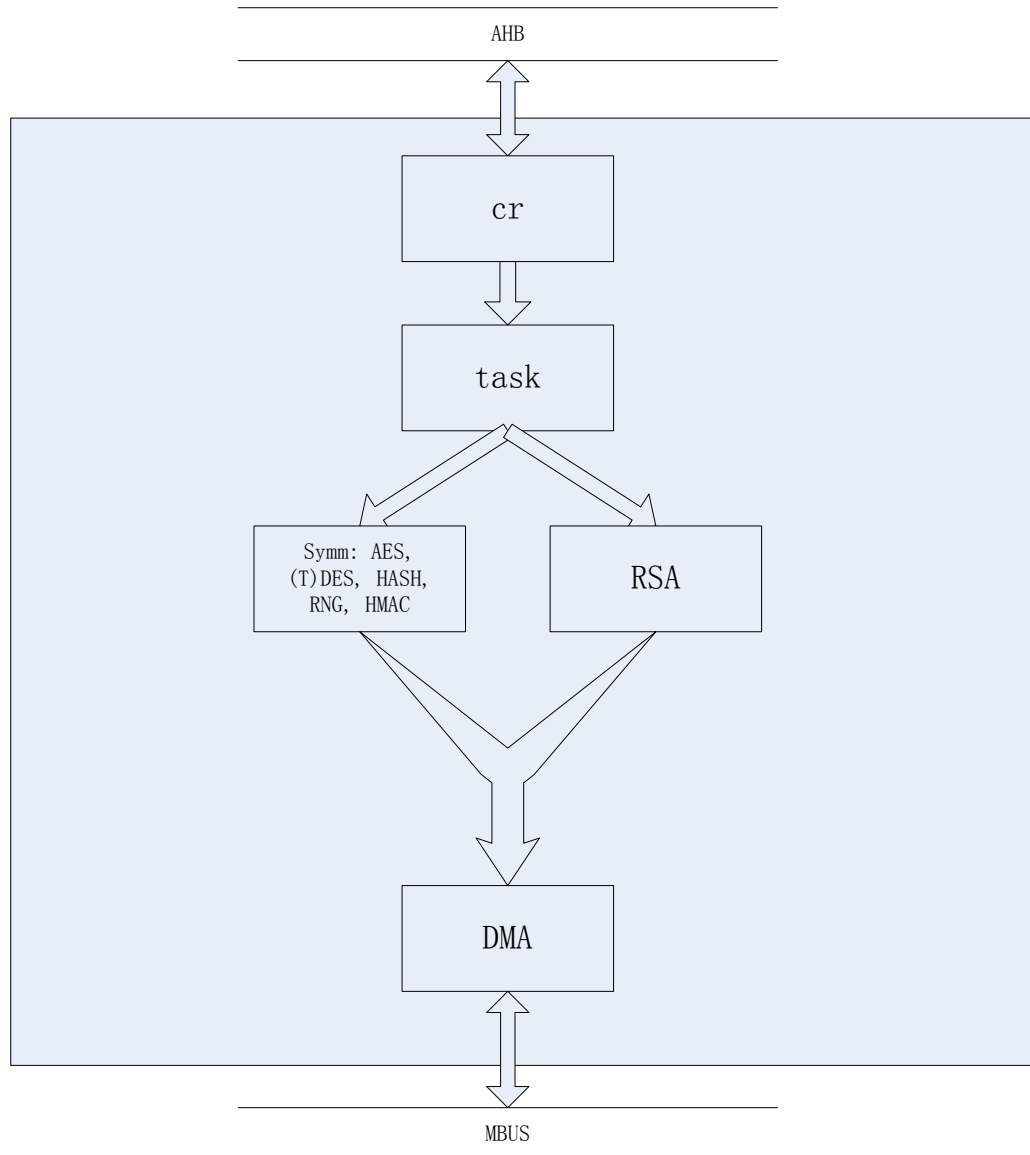 AHB
cr
task
Symm: AES,
(T)DES, HASH,
RNG, HMAC
RSA
DMA
MBUS